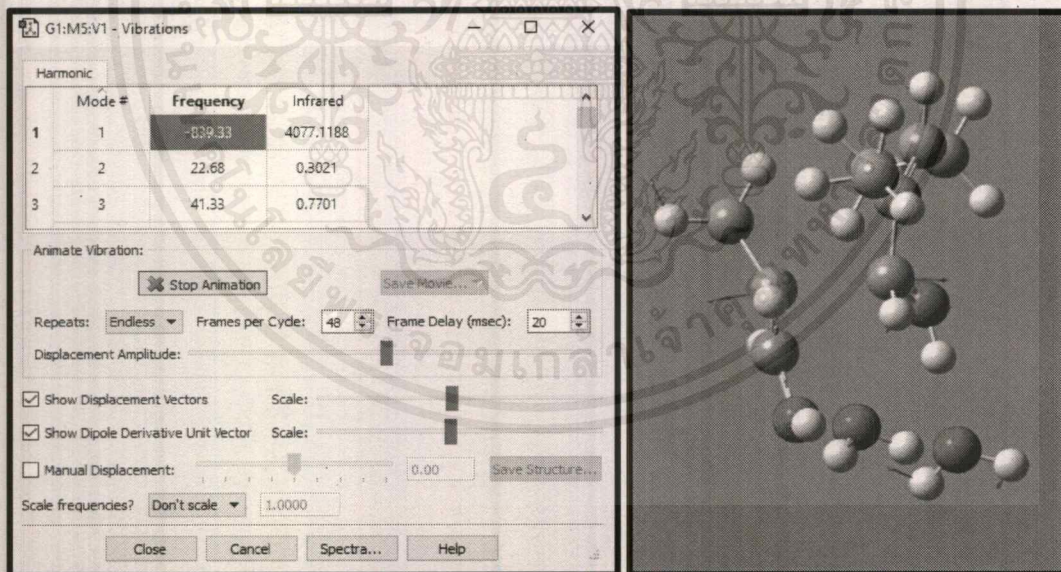 G1:M5:V1 - Vibrations
Harmonic
Mode # Frequency Infrared
1 1 -839.33 4077.1188
2 2 22.68 0.3021
3 3 41.33 0.7701
Animate Vibration:
Stop Animation Save Movie...
Repeats: Endless Frames per Cycle: 48 Frame Delay (msec): 20
Displacement Amplitude:
Show Displacement Vectors Scale:
Show Dipole Derivative Unit Vector Scale:
Manual Displacement: 0.00 Save Structure...
Scale frequencies? Don't scale 1.0000
Close Cancel Spectra... Help